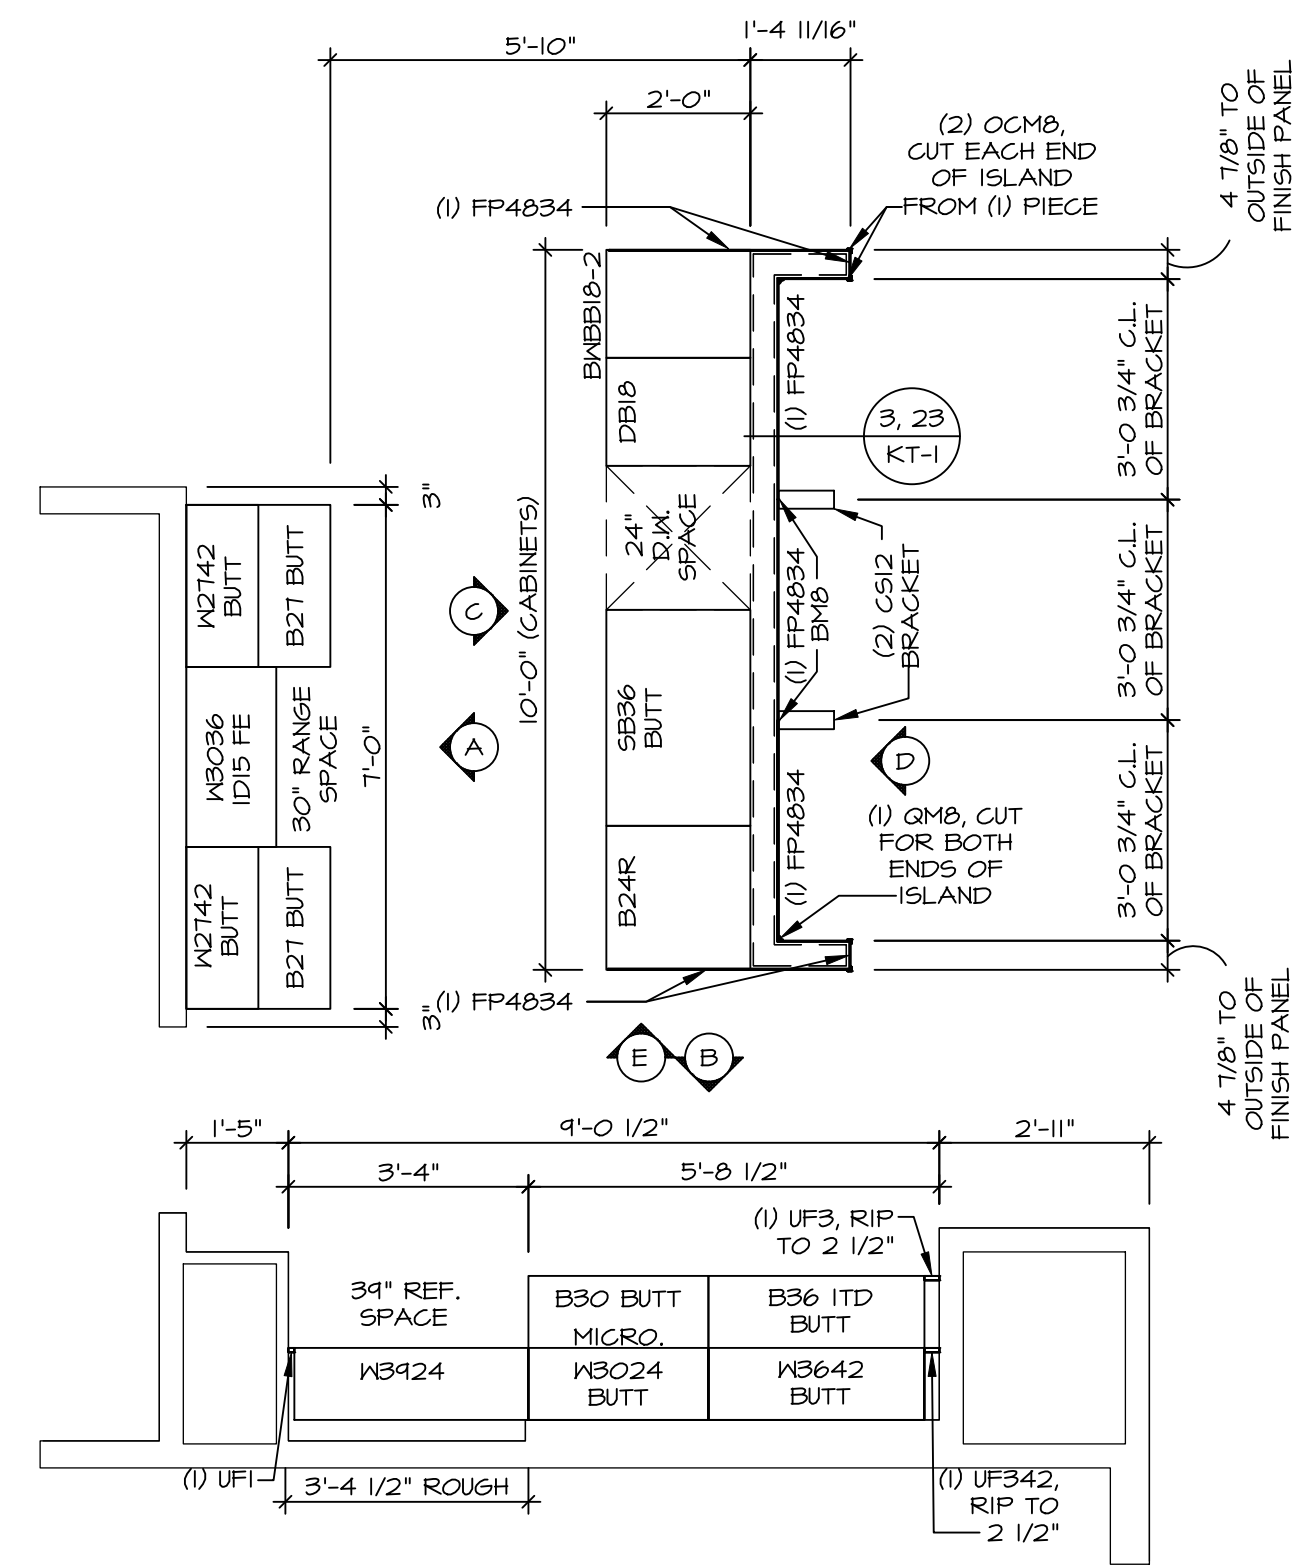 1'-4 11/16"
5'-10"
2'-0"
(2) OCM8,
CUT EACH END
OF ISLAND
FROM (1) PIECE
4 7/8" TO
OUTSIDE OF
FINISH PANEL
(1) FP4834
BWBB18-2
(1) FP4834
3'-0 3/4" C.L.
OF BRACKET
DB18
3, 23
KT-1
3"
10'-0" (CABINETS)
24"
D.W.
SPACE
W2742
BUTT
B27 BUTT
C
(1) FP4834
BM8
(2) CS12
BRACKET
3'-0 3/4" C.L.
OF BRACKET
W3036
1D15 FE
30" RANGE
SPACE
7'-0"
A
SB36
BUTT
D
3'-0 3/4" C.L.
OF BRACKET
(1) FP4834
(1) QM8, CUT
FOR BOTH
ENDS OF
ISLAND
W2742
BUTT
B27 BUTT
B24R
3"
(1) FP4834
4 7/8" TO
OUTSIDE OF
FINISH PANEL
E
B
1'-5"
9'-0 1/2"
2'-11"
3'-4"
5'-8 1/2"
(1) UF3, RIP
TO 2 1/2"
39" REF.
SPACE
B30 BUTT
MICRO.
B36 1TD
BUTT
W3924
W3024
BUTT
W3642
BUTT
(1) UF1
3'-4 1/2" ROUGH
(1) UF342,
RIP TO
2 1/2"